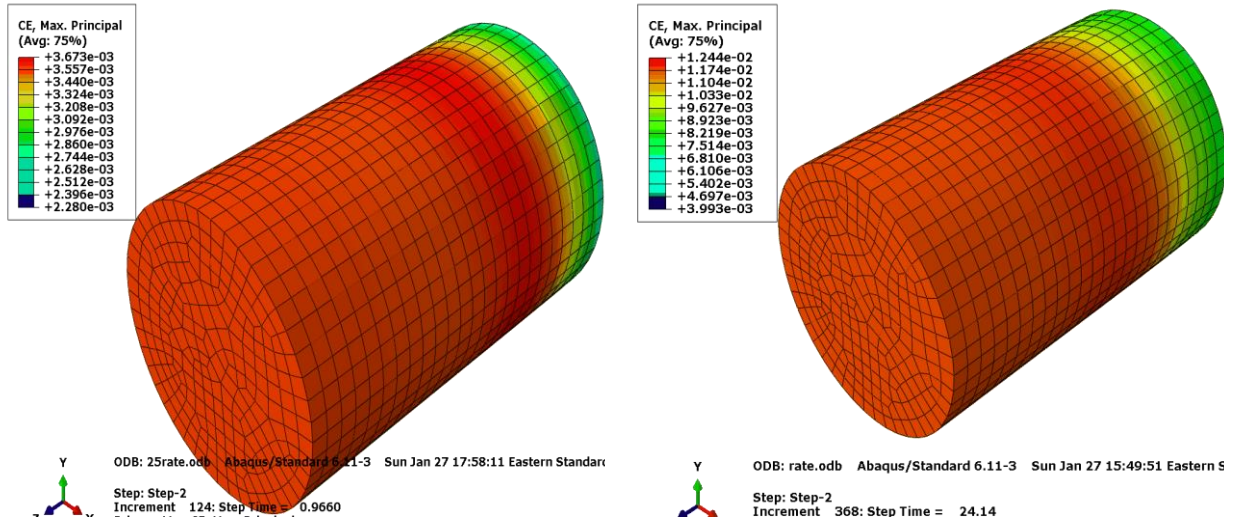 CE, Max. Principal
(Avg: 75%)
+3.673e-03
+3.557e-03
+3.440e-03
+3.324e-03
+3.208e-03
+3.092e-03
+2.976e-03
+2.860e-03
+2.744e-03
+2.628e-03
+2.512e-03
+2.396e-03
+2.280e-03
Y
X
ODB: 25rate.odb Abaqus/Standard 6.11-3 Sun Jan 27 17:58:11 Eastern Standar
Step: Step-2
Increment 124: Step Time = 0.9660
CE, Max. Principal
(Avg: 75%)
+1.244e-02
+1.174e-02
+1.104e-02
+1.033e-02
+9.627e-03
+8.923e-03
+8.219e-03
+7.514e-03
+6.810e-03
+6.106e-03
+5.402e-03
+4.697e-03
+3.993e-03
Y
ODB: rate.odb Abaqus/Standard 6.11-3 Sun Jan 27 15:49:51 Eastern S
Step: Step-2
Increment 368: Step Time = 24.14